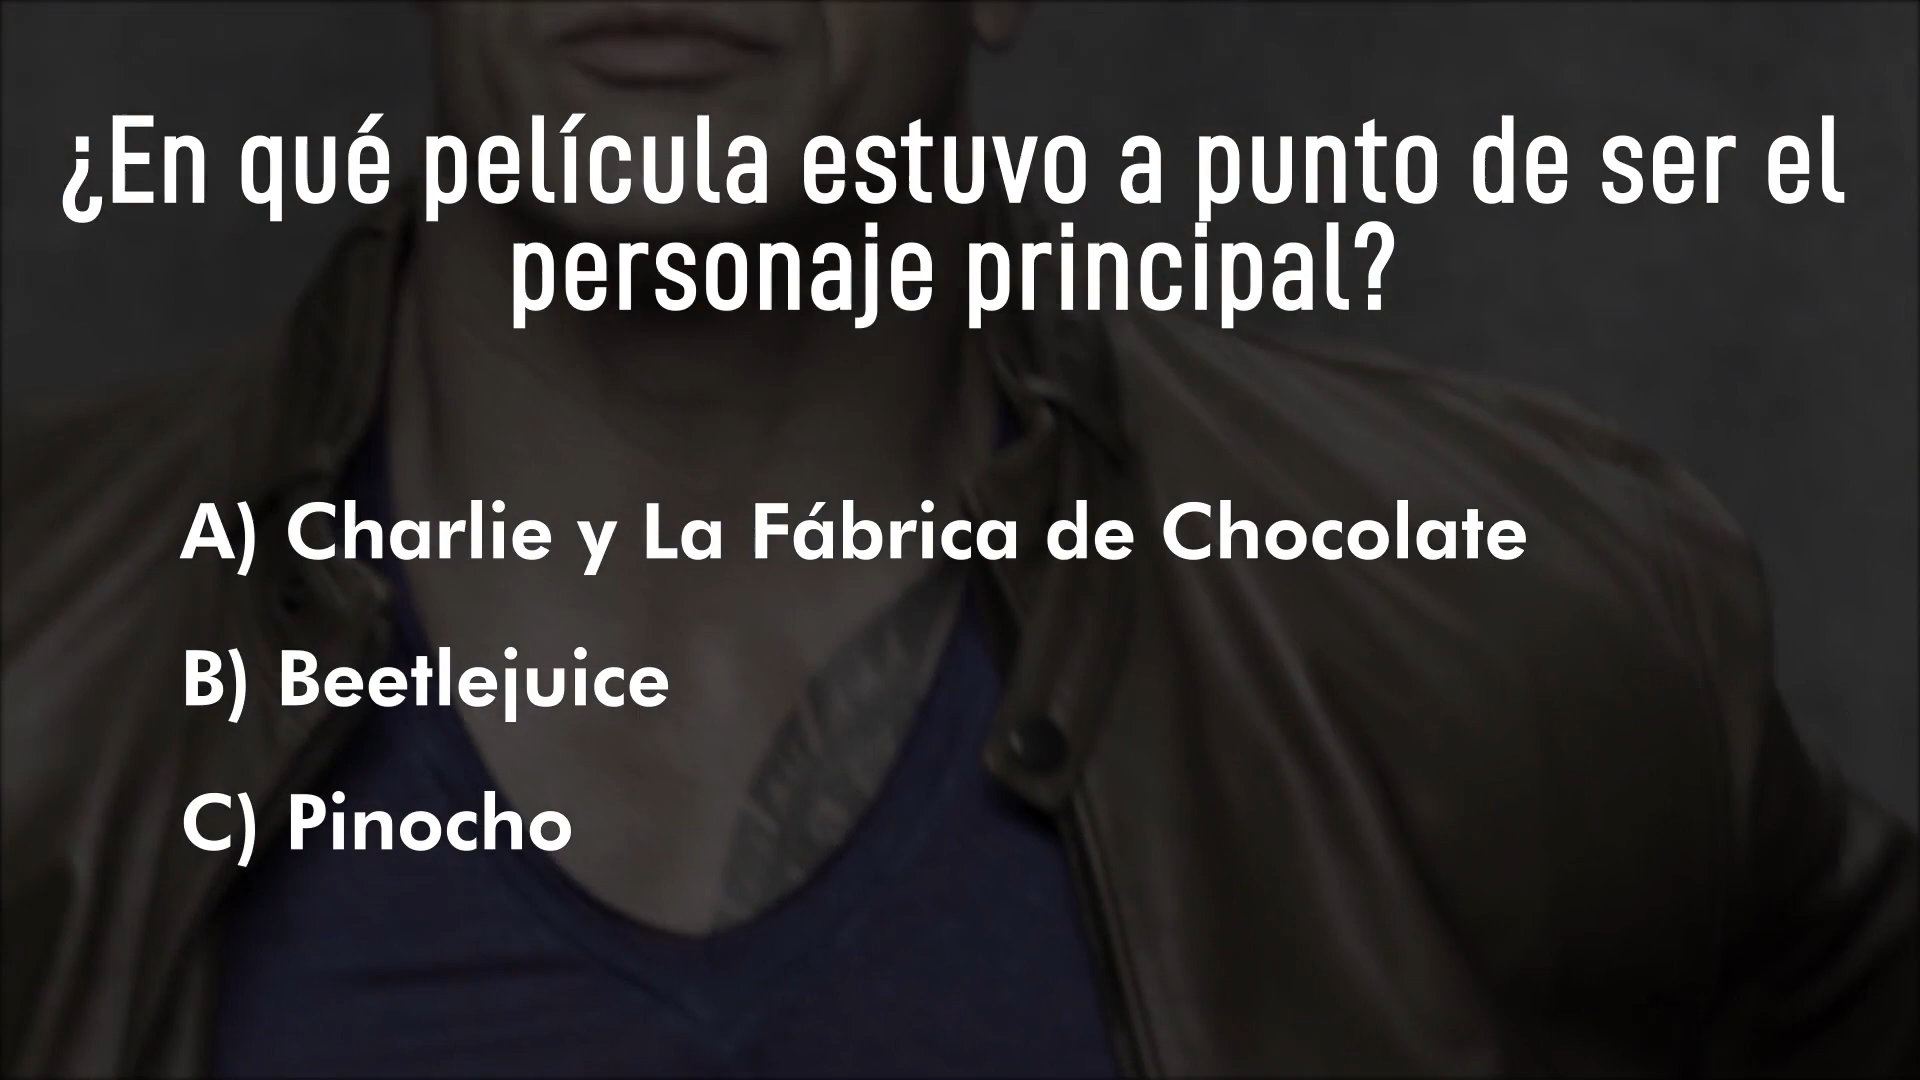 ¿En qué película estuvo a punto de ser el
personaje principal?
A) Charlie y La Fábrica de Chocolate
B) Beetlejuice
C) Pinocho